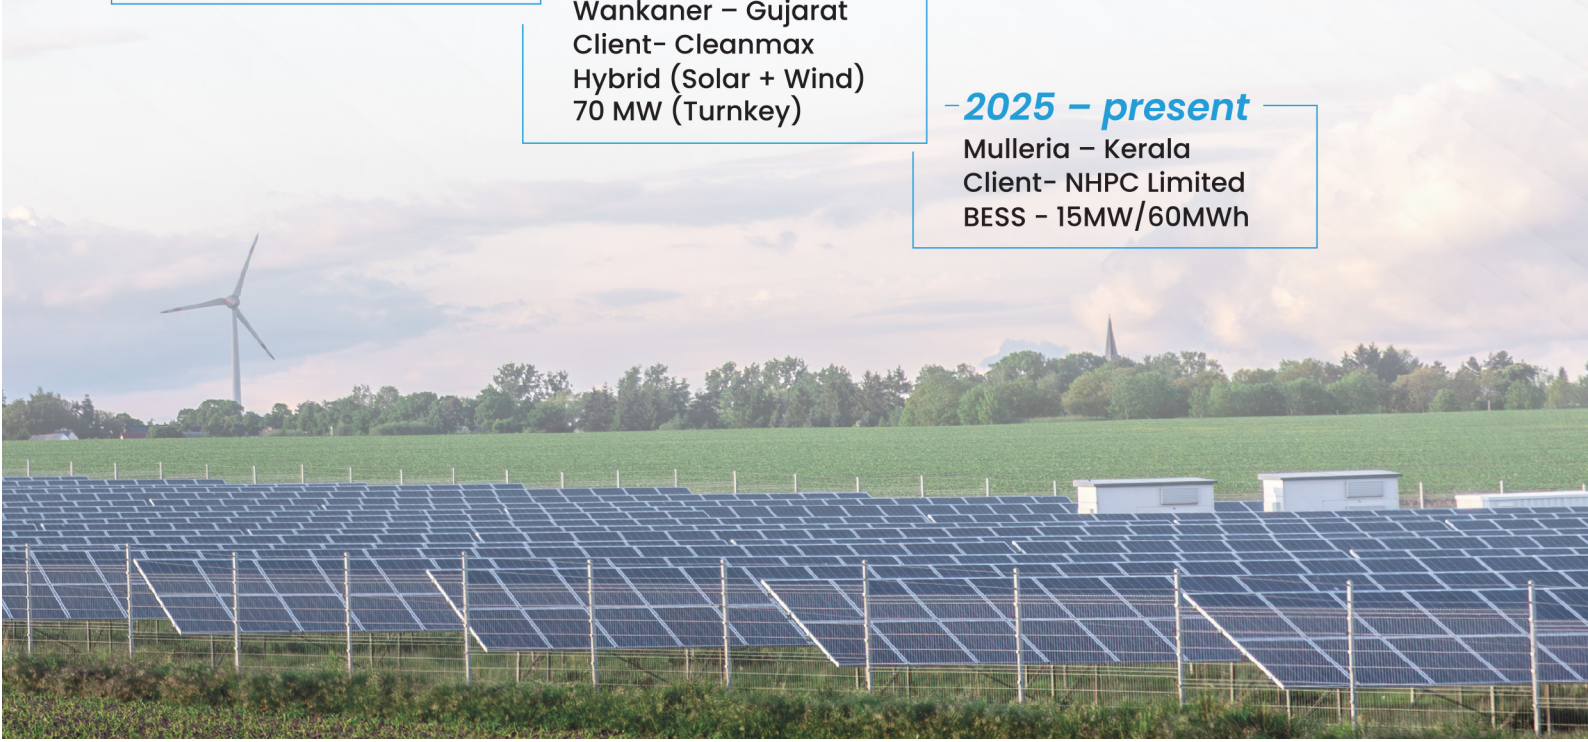 Wankaner – Gujarat
Client- Cleanmax
Hybrid (Solar + Wind)
70 MW (Turnkey)
2025 – present
Mulleria – Kerala
Client- NHPC Limited
BESS - 15MW/60MWh